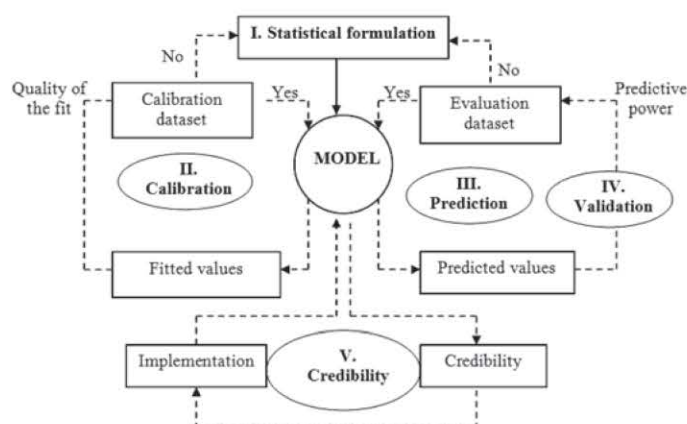 I. Statistical formulation
No
No
Quality of
the fit
Calibration
dataset
Yes
Yes
Evaluation
dataset
Predictive
power
MODEL
II.
Calibration
III.
Prediction
IV.
Validation
Fitted values
Predicted values
Implementation
V.
Credibility
Credibility